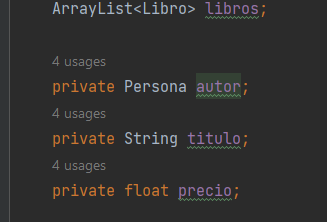 ArrayList<Libro> libros;
4 usages
private Persona autor;
4 usages
private String titulo;
4 usages
private float precio;